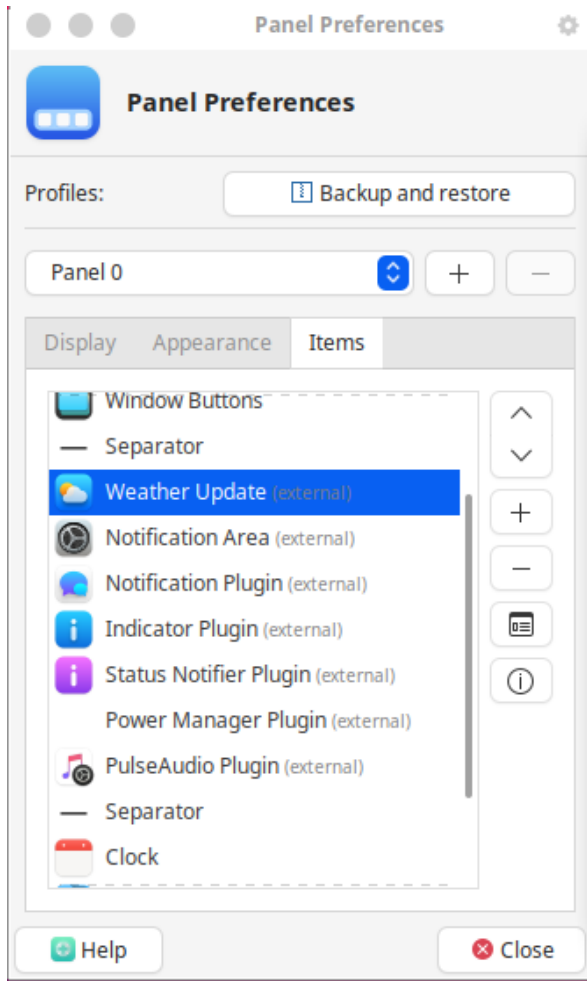 Panel Preferences
Panel Preferences
Profiles:
Backup and restore
Panel 0
Display Appearance Items
Window Buttons
Separator
Weather Update (external)
Notification Area (external)
Notification Plugin (external)
Indicator Plugin (external)
Status Notifier Plugin (external)
Power Manager Plugin (external)
PulseAudio Plugin (external)
Separator
Clock
Help
Close